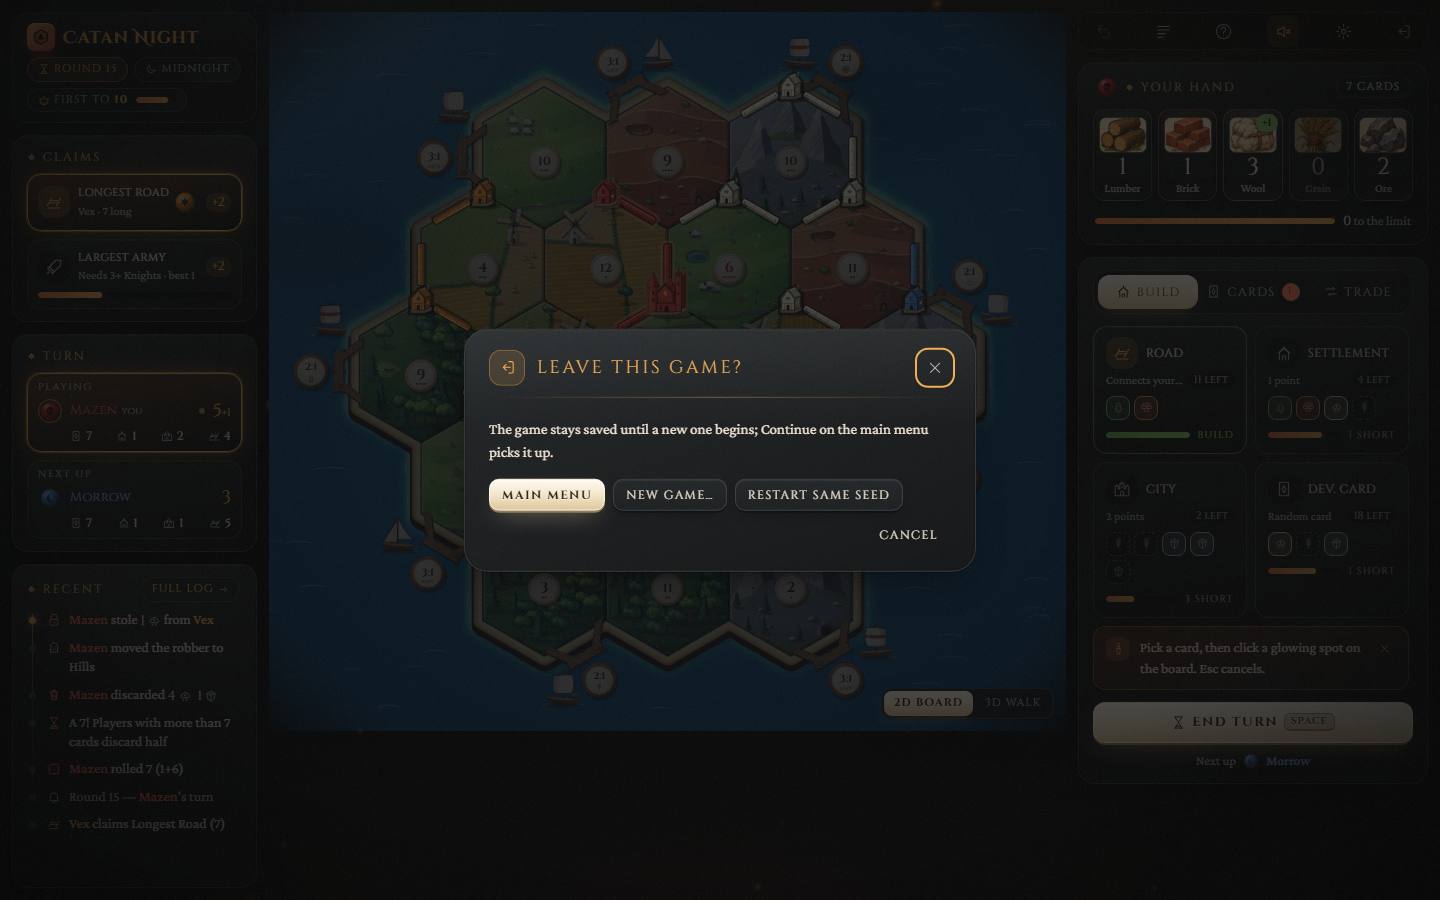 CATAN NIGHT
ROUND 15
MIDNIGHT
FIRST TO 10
CLAIMS
LONGEST ROAD
Vex · 7 long
+2
LARGEST ARMY
Needs 3+ Knights · best 1
+2
TURN
PLAYING
MAZEN YOU
5+1
7 1 2 4
NEXT UP
MORROW
3
7 1 1 5
RECENT
FULL LOG →
Mazen stole 1 from Vex
Mazen moved the robber to
Hills
Mazen discarded 4 1
A 7! Players with more than 7
cards discard half
Mazen rolled 7 (1+6)
Round 15 — Mazen's turn
Vex claims Longest Road (7)
3:1
2:1
3:1
10
9
10
4
12
6
11
2:1
2:1
9
3:1
3
11
2
2:1
3:1
LEAVE THIS GAME?
The game stays saved until a new one begins; Continue on the main menu
picks it up.
MAIN MENU
NEW GAME…
RESTART SAME SEED
CANCEL
2D BOARD
3D WALK
YOUR HAND
7 CARDS
+1
1 1 3 0 2
Lumber Brick Wool Grain Ore
0 to the limit
BUILD
CARDS
TRADE
ROAD
Connects your…
11 LEFT
BUILD
SETTLEMENT
1 point
4 LEFT
1 SHORT
CITY
2 points
2 LEFT
3 SHORT
DEV. CARD
Random card
18 LEFT
1 SHORT
Pick a card, then click a glowing spot on
the board. Esc cancels.
END TURN SPACE
Next up Morrow